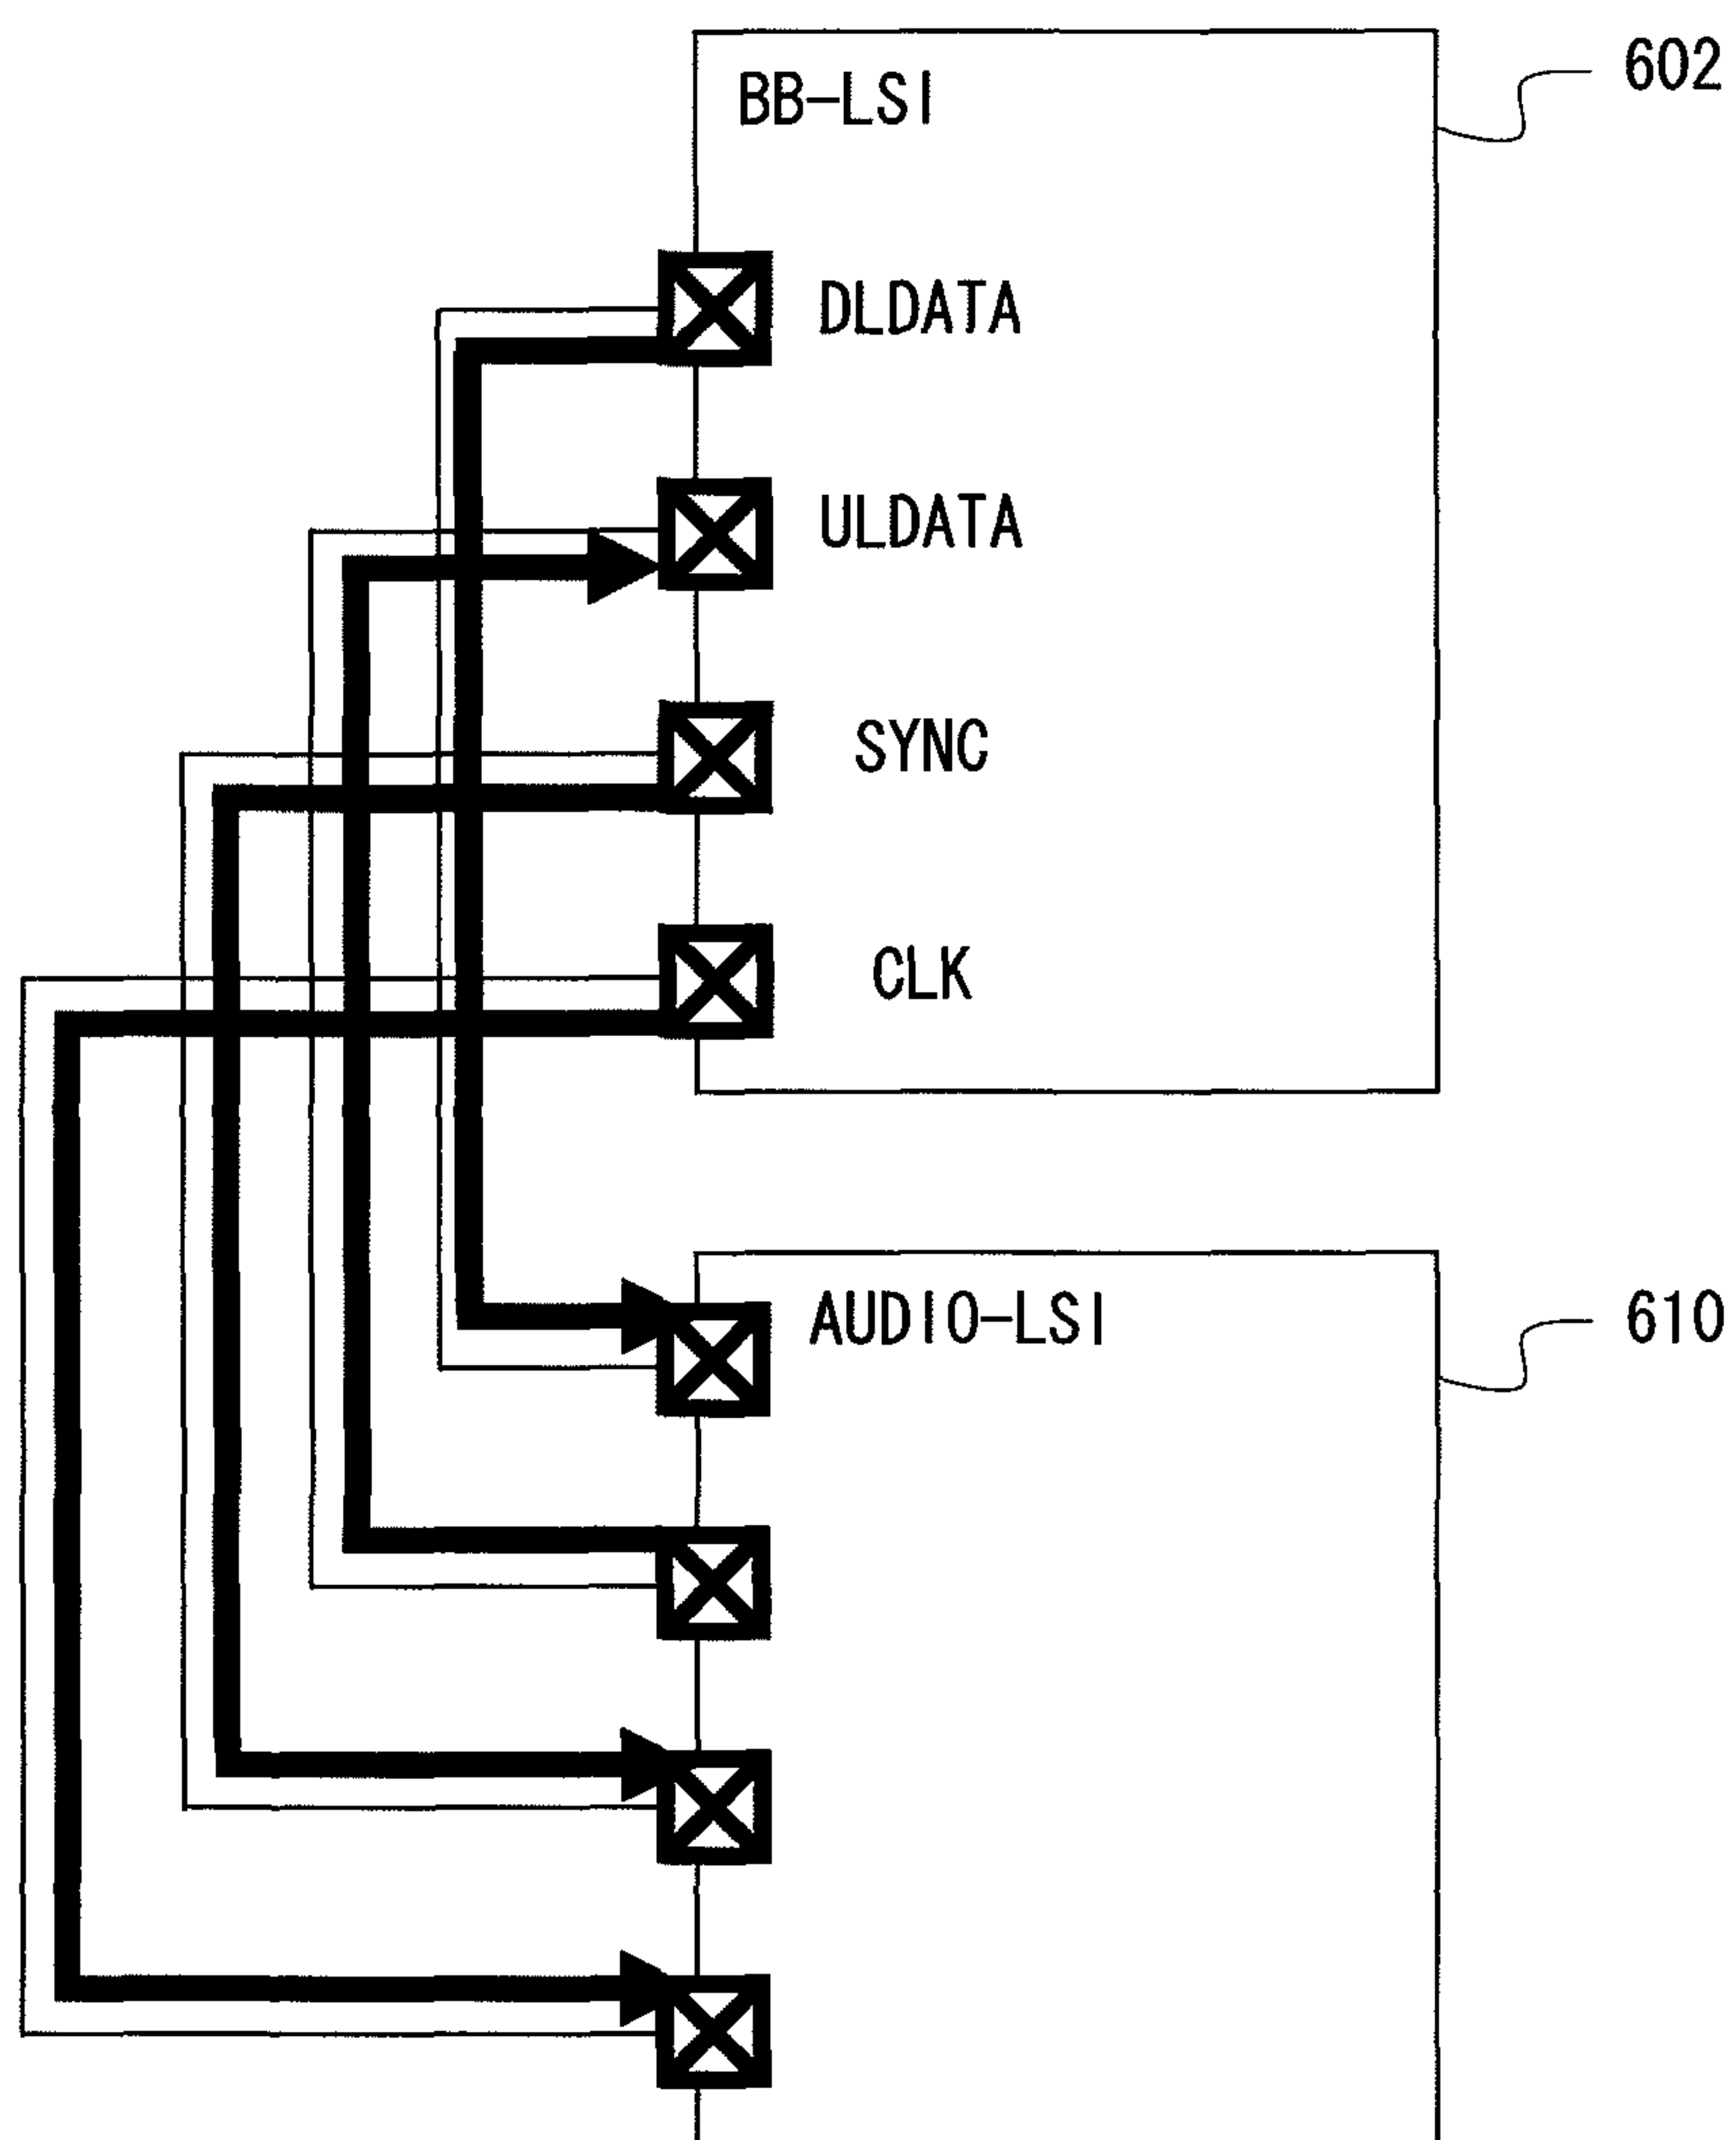 602
BB-LSI
DLDATA
ULDATA
SYNC
CLK
AUDIO-LSI
610